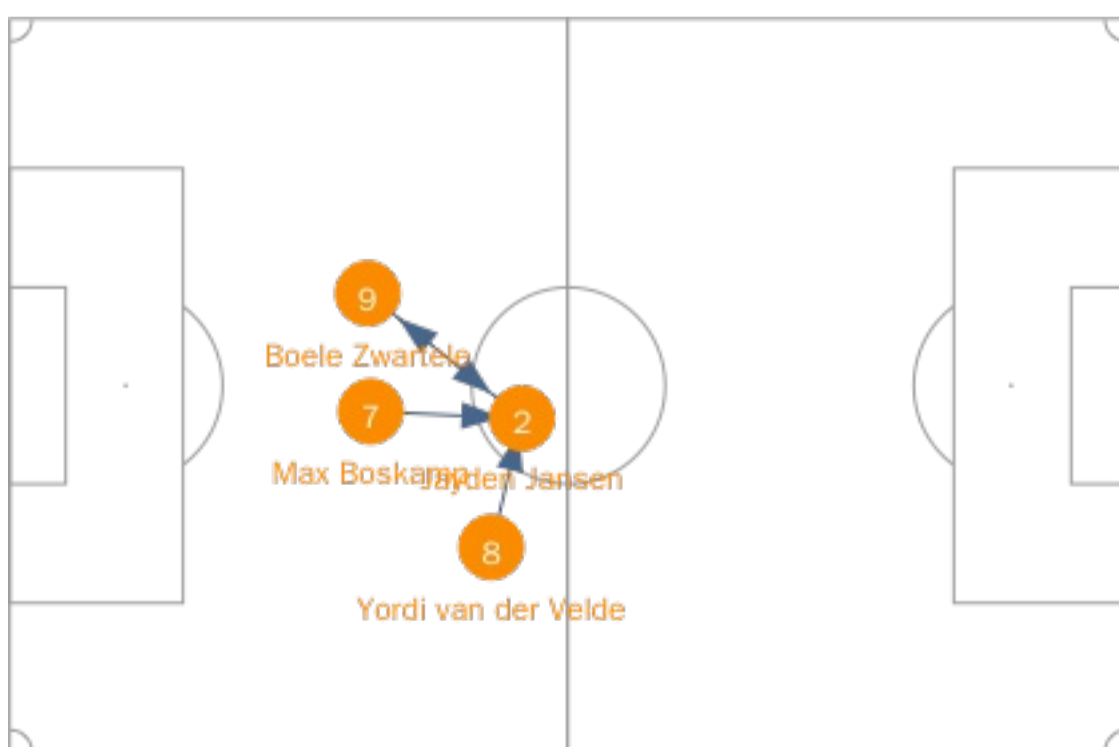 9
Boele Zwartele
7
2
Max Boskamp
Jayden Jansen
8
Yordi van der Velde